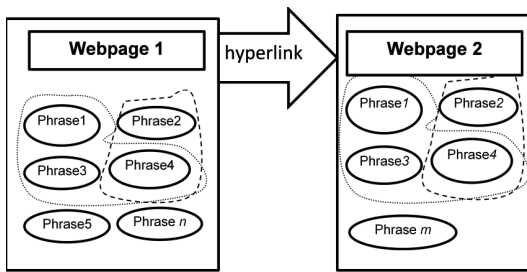 Webpage 1
hyperlink
Webpage 2
Phrase1
Phrase2
Phrase3
Phrase4
Phrase5
Phrase n
Phrase1
Phrase2
Phrase3
Phrase4
Phrase m